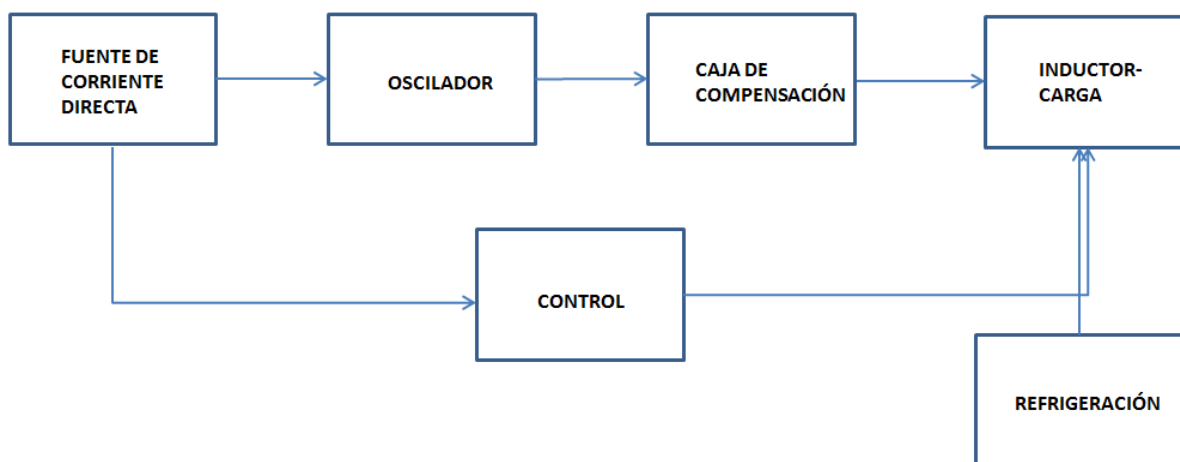 FUENTE DE
CORRIENTE
DIRECTA
OSCILADOR
CAJA DE
COMPENSACIÓN
INDUCTOR-
CARGA
CONTROL
REFRIGERACIÓN